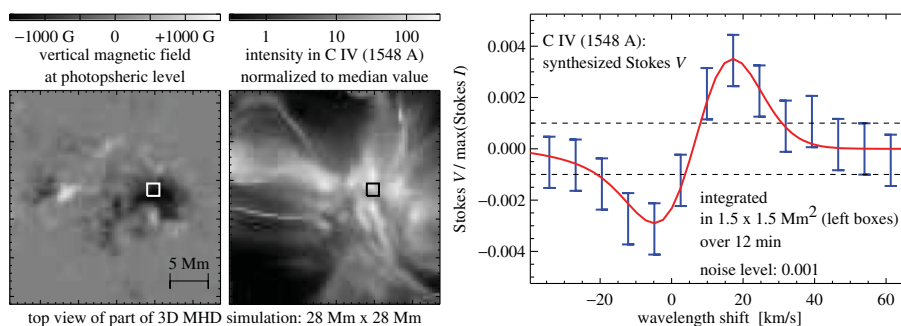 −1000 G 0 +1000 G
vertical magnetic field
at photopsheric level
1 10 100
intensity in C IV (1548 A)
normalized to median value
5 Mm
top view of part of 3D MHD simulation: 28 Mm x 28 Mm
Stokes V / max(Stokes I)
0.004
0.002
0.000
−0.002
−0.004
C IV (1548 A):
synthesized Stokes V
integrated
in 1.5 x 1.5 Mm² (left boxes)
over 12 min
noise level: 0.001
−20 0 20 40 60
wavelength shift [km/s]